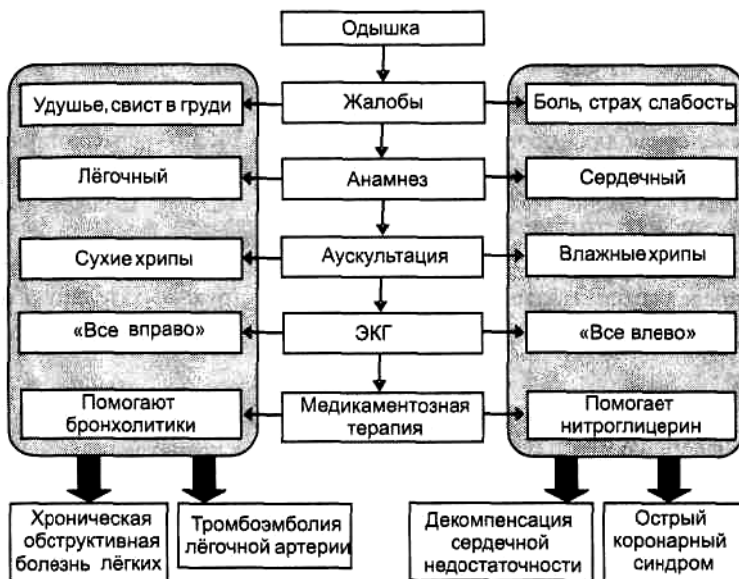 Одышка
Удушье, свист в груди
Жалобы
Боль, страх, слабость
Лёгочный
Анамнез
Сердечный
Сухие хрипы
Аускультация
Влажные хрипы
«Все вправо»
ЭКГ
«Все влево»
Помогают
бронхолитики
Медикаментозная
терапия
Помогает
нитроглицерин
Хроническая
обструктивная
болезнь лёгких
Тромбоэмболия
лёгочной артерии
Декомпенсация
сердечной
недостаточности
Острый
коронарный
синдром